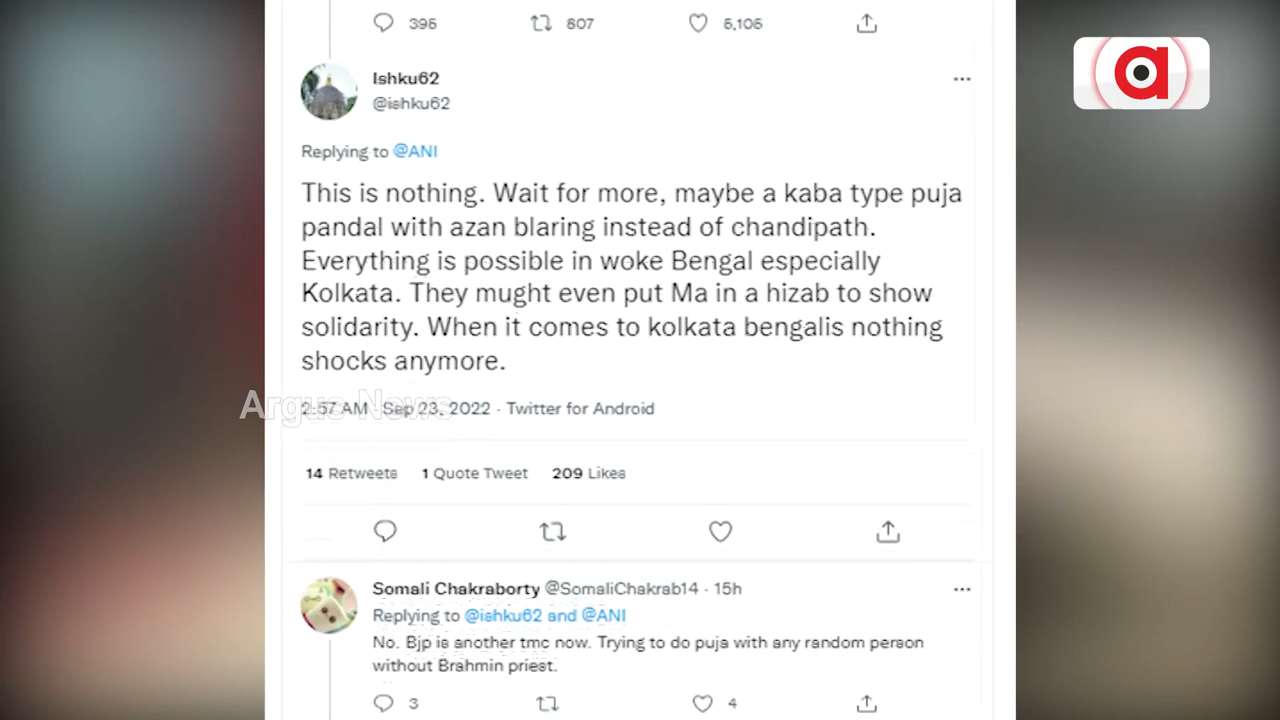 395 807 5,105
Ishku62
@ishku62
Replying to @ANI
This is nothing. Wait for more, maybe a kaba type puja
pandal with azan blaring instead of chandipath.
Everything is possible in woke Bengal especially
Kolkata. They mught even put Ma in a hizab to show
solidarity. When it comes to kolkata bengalis nothing
shocks anymore.
Argus News
2:57 AM · Sep 23, 2022 · Twitter for Android
14 Retweets 1 Quote Tweet 209 Likes
Somali Chakraborty @SomaliChakrab14 · 15h
Replying to @ishku62 and @ANI
No. Bjp is another tmc now. Trying to do puja with any random person
without Brahmin priest.
3 4
a